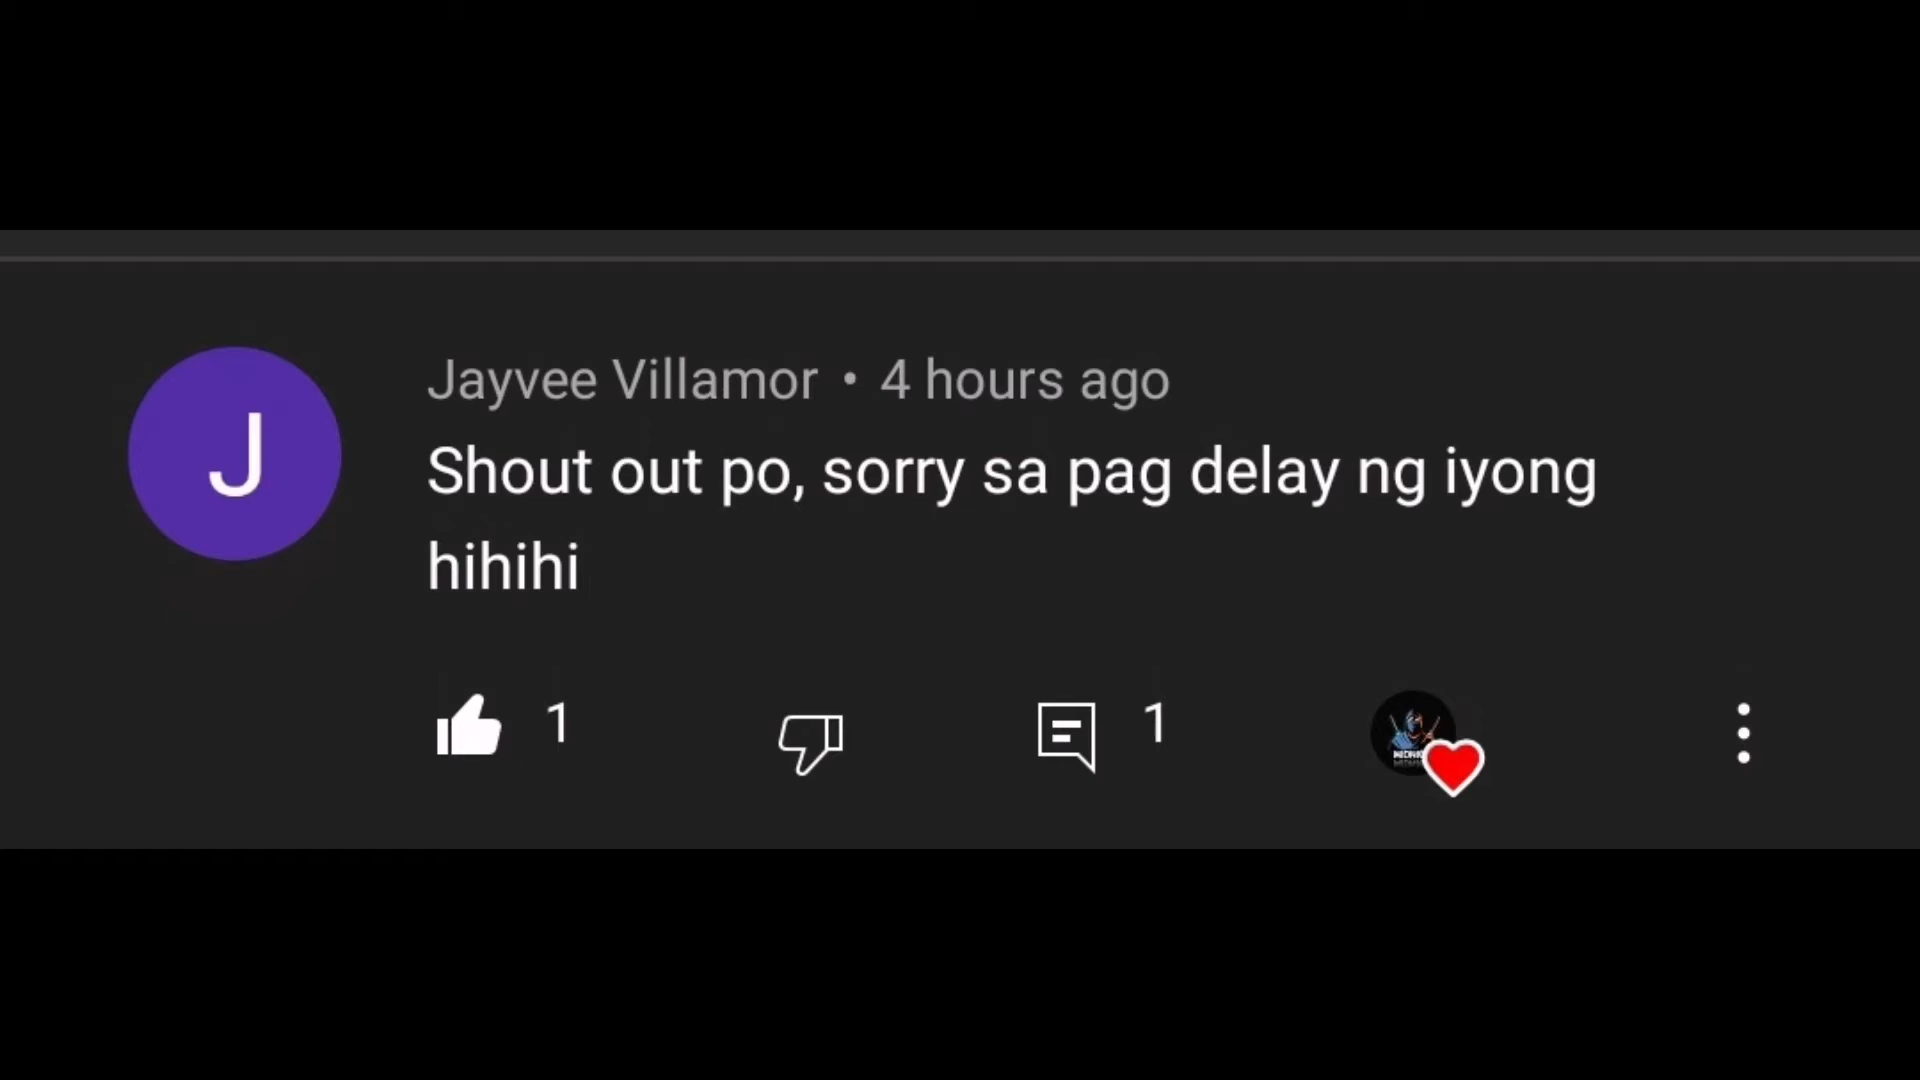 J
Jayvee Villamor • 4 hours ago
Shout out po, sorry sa pag delay ng iyong
hihihi
1
1